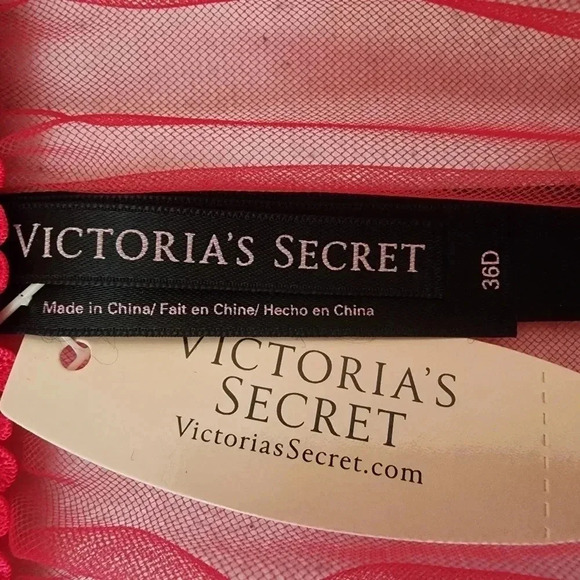 VICTORIA'S SECRET
36D
Made in China/ Fait en Chine/ Hecho en China
VICTORIA'S
SECRET
VictoriasSecret.com